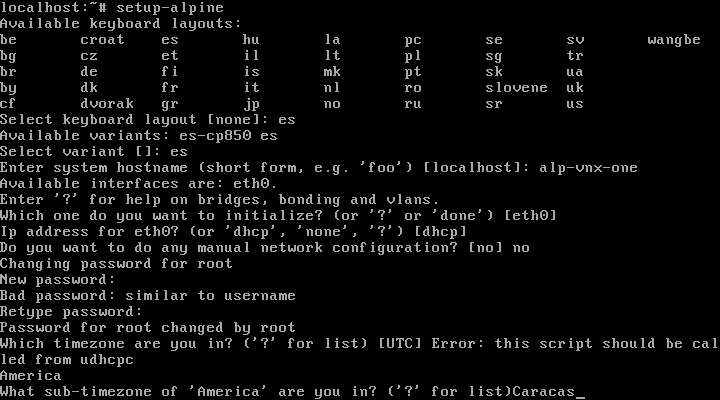 localhost:~# setup-alpine
Available keyboard layouts:
be croat es hu la pc se sv wangbe
bg cz et il lt pl sg tr
br de fi is mk pt sk ua
by dk fr it nl ro slovene uk
cf dvorak gr jp no ru sr us
Select keyboard layout [none]: es
Available variants: es-cp850 es
Select variant []: es
Enter system hostname (short form, e.g. 'foo') [localhost]: alp-vnx-one
Available interfaces are: eth0.
Enter '?' for help on bridges, bonding and vlans.
Which one do you want to initialize? (or '?' or 'done') [eth0]
Ip address for eth0? (or 'dhcp', 'none', '?') [dhcp]
Do you want to do any manual network configuration? [no] no
Changing password for root
New password:
Bad password: similar to username
Retype password:
Password for root changed by root
Which timezone are you in? ('?' for list) [UTC] Error: this script should be cal
led from udhcpc
America
What sub-timezone of 'America' are you in? ('?' for list)Caracas_